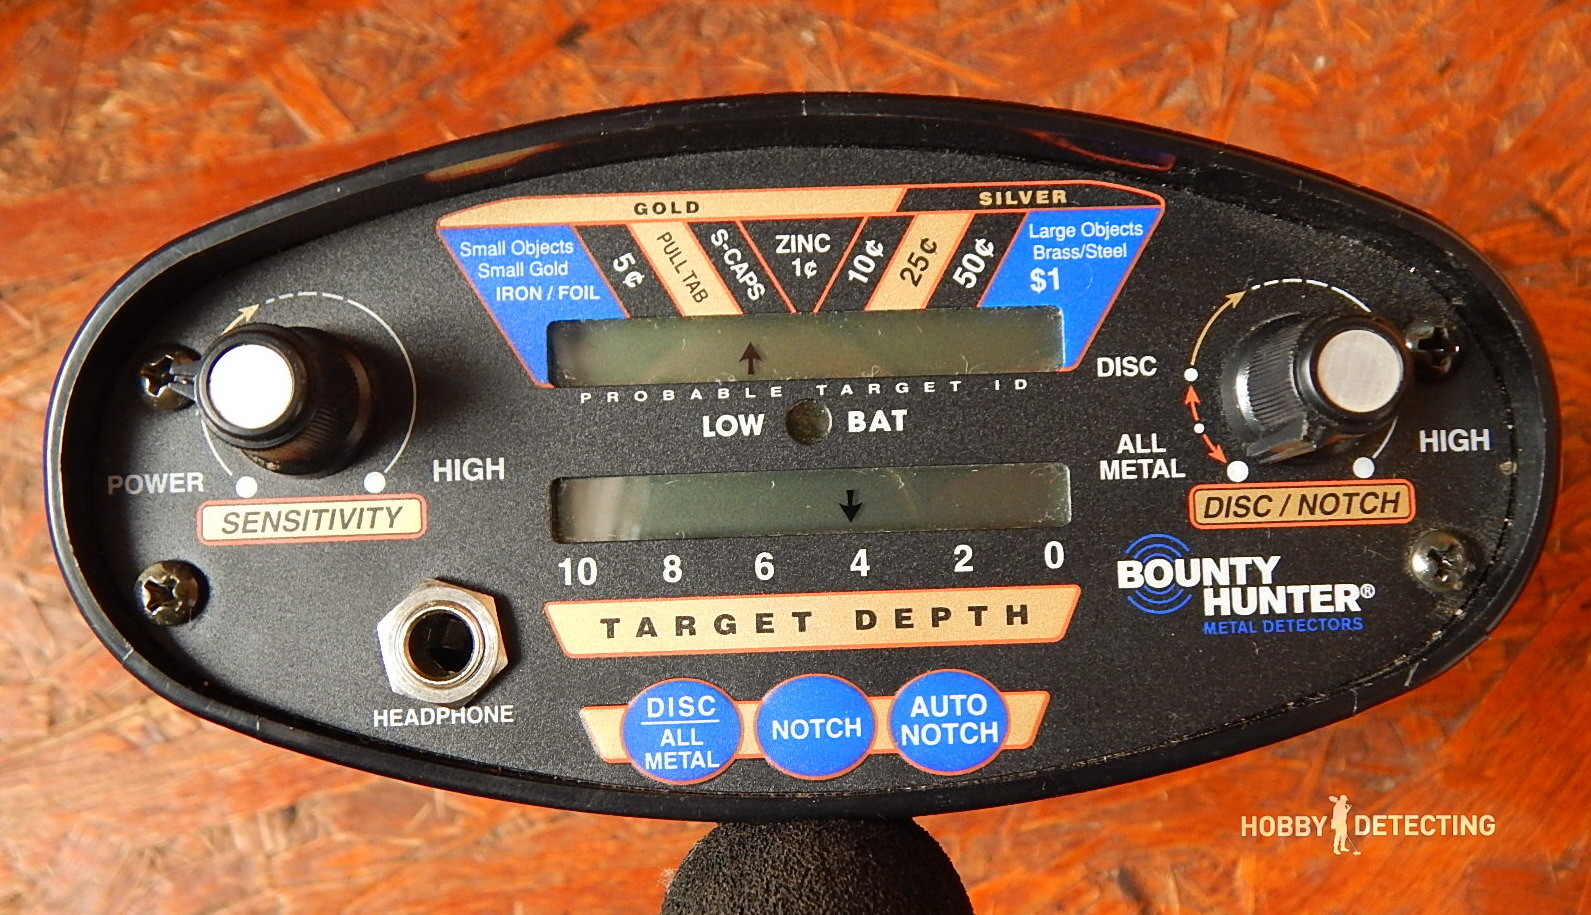 GOLD
SILVER
Small Objects
Small Gold
IRON / FOIL
5¢
PULL TAB
S-CAPS
ZINC
1¢
10¢
25¢
50¢
Large Objects
Brass/Steel
$1
PROBABLE TARGET ID
LOW BAT
POWER
HIGH
SENSITIVITY
DISC
ALL
METAL
HIGH
DISC / NOTCH
10 8 6 4 2 0
TARGET DEPTH
BOUNTY
HUNTER®
METAL DETECTORS
HEADPHONE
DISC
ALL
METAL
NOTCH
AUTO
NOTCH
HOBBY DETECTING